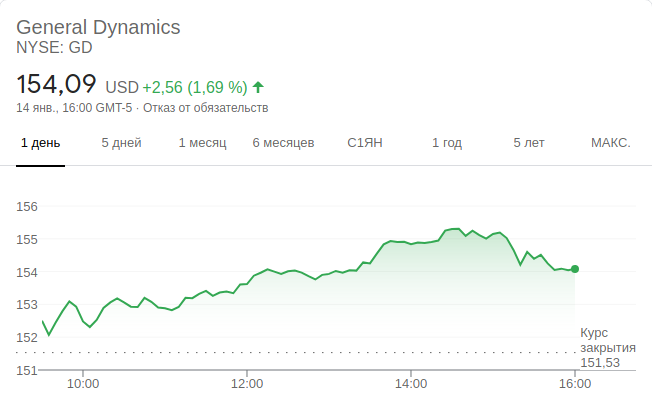 General Dynamics
NYSE: GD
154,09 USD +2,56 (1,69 %)
14 янв., 16:00 GMT-5 · Отказ от обязательств
1 день 5 дней 1 месяц 6 месяцев С1ЯН 1 год 5 лет МАКС.
156
155
154
153
152
Курс
закрытия
151,53
151
10:00 12:00 14:00 16:00